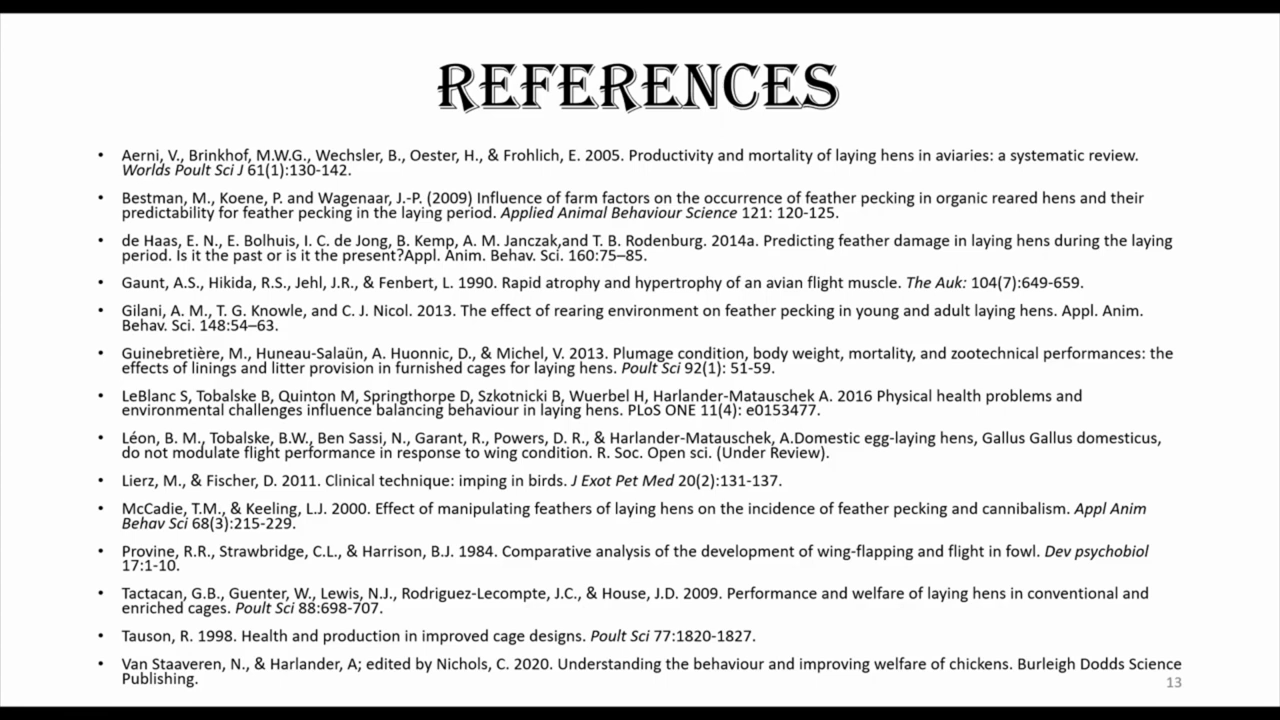 REFERENCES
• Aerni, V., Brinkhof, M.W.G., Wechsler, B., Oester, H., & Frohlich, E. 2005. Productivity and mortality of laying hens in aviaries: a systematic review.
Worlds Poult Sci J 61(1):130-142.
• Bestman, M., Koene, P. and Wagenaar, J.-P. (2009) Influence of farm factors on the occurrence of feather pecking in organic reared hens and their
predictability for feather pecking in the laying period. Applied Animal Behaviour Science 121: 120-125.
• de Haas, E. N., E. Bolhuis, I. C. de Jong, B. Kemp, A. M. Janczak,and T. B. Rodenburg. 2014a. Predicting feather damage in laying hens during the laying
period. Is it the past or is it the present?Appl. Anim. Behav. Sci. 160:75–85.
• Gaunt, A.S., Hikida, R.S., Jehl, J.R., & Fenbert, L. 1990. Rapid atrophy and hypertrophy of an avian flight muscle. The Auk: 104(7):649-659.
• Gilani, A. M., T. G. Knowle, and C. J. Nicol. 2013. The effect of rearing environment on feather pecking in young and adult laying hens. Appl. Anim.
Behav. Sci. 148:54–63.
• Guinebretière, M., Huneau-Salaün, A. Huonnic, D., & Michel, V. 2013. Plumage condition, body weight, mortality, and zootechnical performances: the
effects of linings and litter provision in furnished cages for laying hens. Poult Sci 92(1): 51-59.
• LeBlanc S, Tobalske B, Quinton M, Springthorpe D, Szkotnicki B, Wuerbel H, Harlander-Matauschek A. 2016 Physical health problems and
environmental challenges influence balancing behaviour in laying hens. PLoS ONE 11(4): e0153477.
• Léon, B. M., Tobalske, B.W., Ben Sassi, N., Garant, R., Powers, D. R., & Harlander-Matauschek, A.Domestic egg-laying hens, Gallus Gallus domesticus,
do not modulate flight performance in response to wing condition. R. Soc. Open sci. (Under Review).
• Lierz, M., & Fischer, D. 2011. Clinical technique: imping in birds. J Exot Pet Med 20(2):131-137.
• McCadie, T.M., & Keeling, L.J. 2000. Effect of manipulating feathers of laying hens on the incidence of feather pecking and cannibalism. Appl Anim
Behav Sci 68(3):215-229.
• Provine, R.R., Strawbridge, C.L., & Harrison, B.J. 1984. Comparative analysis of the development of wing-flapping and flight in fowl. Dev psychobiol
17:1-10.
• Tactacan, G.B., Guenter, W., Lewis, N.J., Rodriguez-Lecompte, J.C., & House, J.D. 2009. Performance and welfare of laying hens in conventional and
enriched cages. Poult Sci 88:698-707.
• Tauson, R. 1998. Health and production in improved cage designs. Poult Sci 77:1820-1827.
• Van Staaveren, N., & Harlander, A; edited by Nichols, C. 2020. Understanding the behaviour and improving welfare of chickens. Burleigh Dodds Science
Publishing.
13